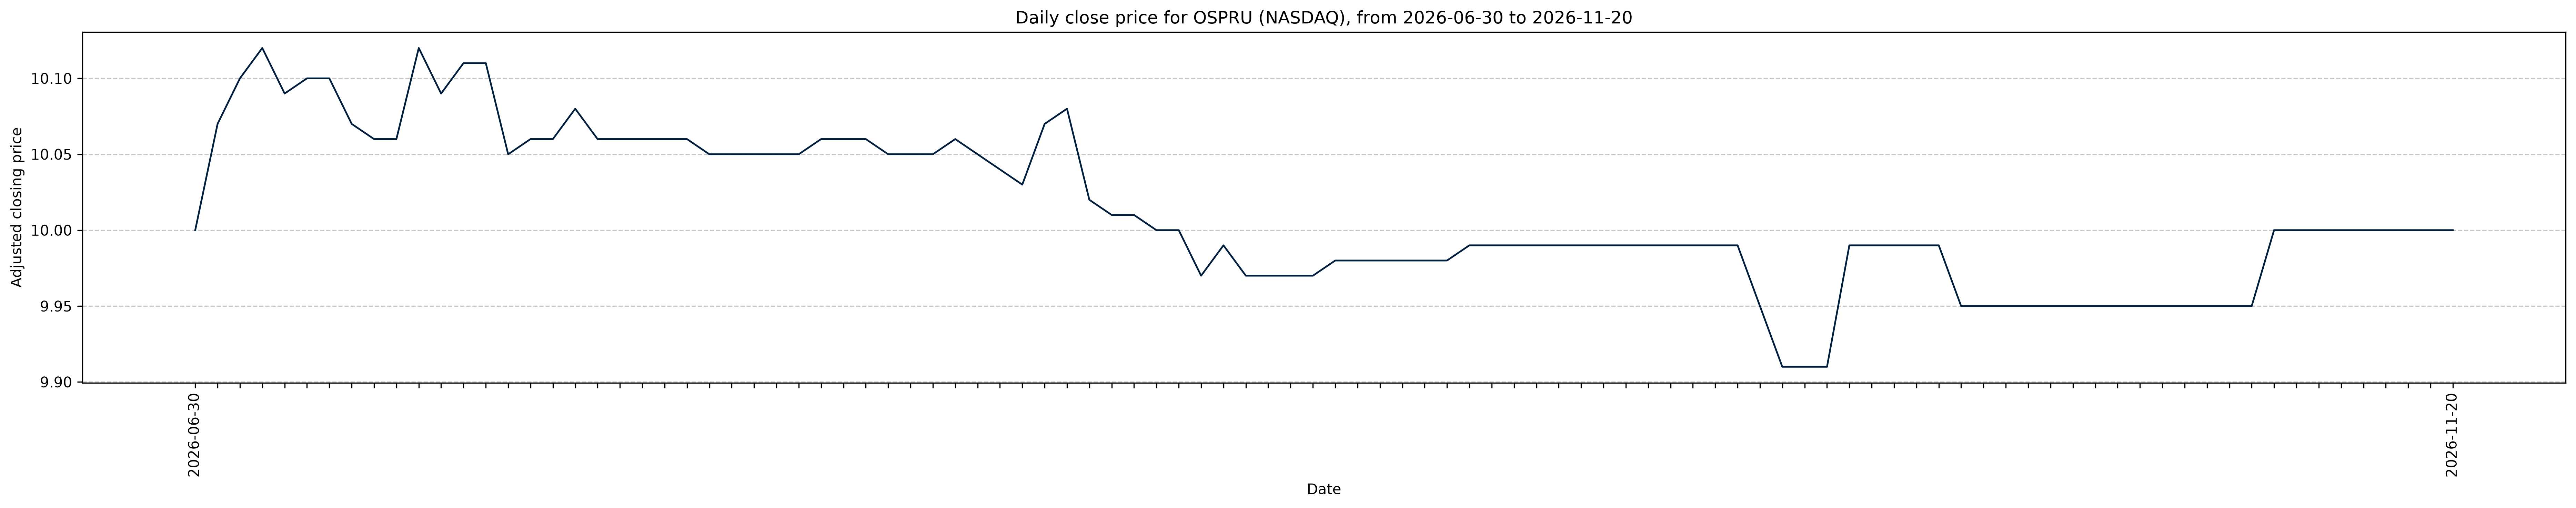 Daily close price for OSPRU (NASDAQ), from 2026-06-30 to 2026-11-20
Adjusted closing price
10.10
10.05
10.00
9.95
9.90
2026-06-30
2026-11-20
Date